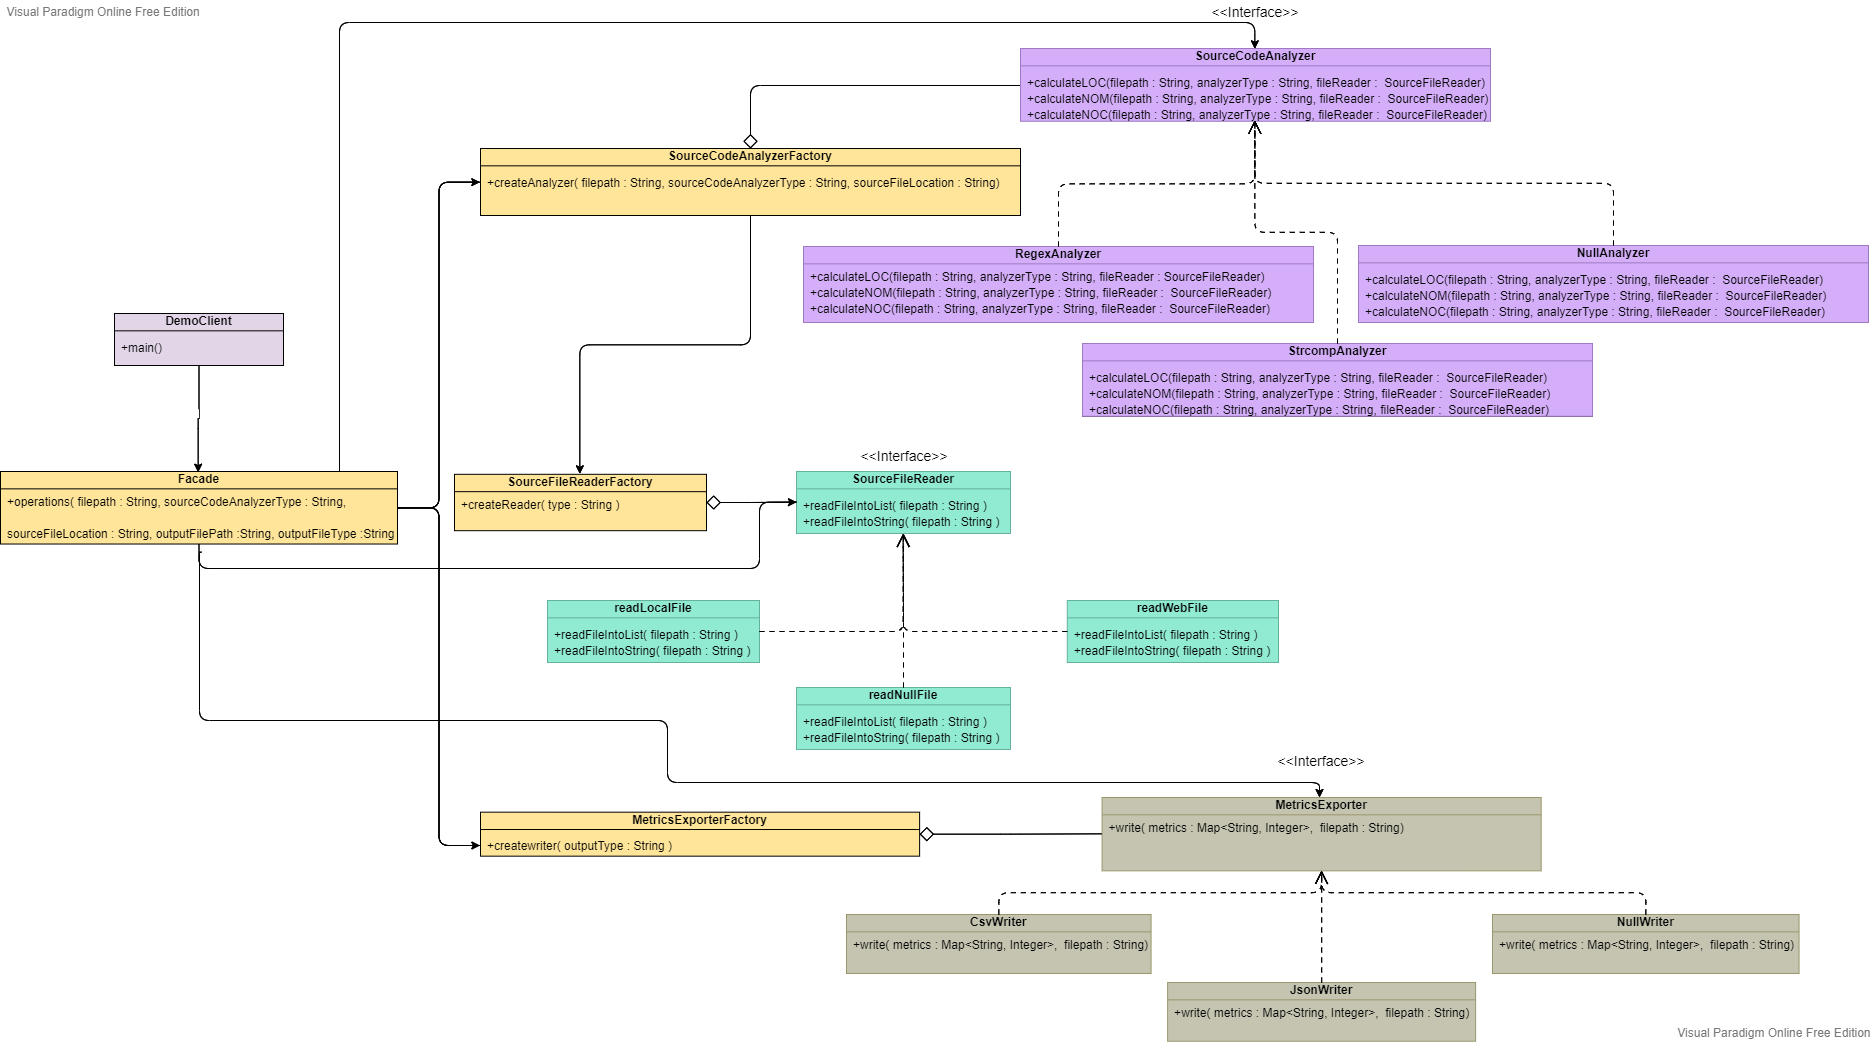 Visual Paradigm Online Free Edition
<<Interface>>
SourceCodeAnalyzer
+calculateLOC(filepath : String, analyzerType : String, fileReader : SourceFileReader)
+calculateNOM(filepath : String, analyzerType : String, fileReader : SourceFileReader)
+calculateNOC(filepath : String, analyzerType : String, fileReader : SourceFileReader)
SourceCodeAnalyzerFactory
+createAnalyzer( filepath : String, sourceCodeAnalyzerType : String, sourceFileLocation : String)
RegexAnalyzer
+calculateLOC(filepath : String, analyzerType : String, fileReader : SourceFileReader)
+calculateNOM(filepath : String, analyzerType : String, fileReader : SourceFileReader)
+calculateNOC(filepath : String, analyzerType : String, fileReader : SourceFileReader)
NullAnalyzer
+calculateLOC(filepath : String, analyzerType : String, fileReader : SourceFileReader)
+calculateNOM(filepath : String, analyzerType : String, fileReader : SourceFileReader)
+calculateNOC(filepath : String, analyzerType : String, fileReader : SourceFileReader)
DemoClient
+main()
StrcompAnalyzer
+calculateLOC(filepath : String, analyzerType : String, fileReader : SourceFileReader)
+calculateNOM(filepath : String, analyzerType : String, fileReader : SourceFileReader)
+calculateNOC(filepath : String, analyzerType : String, fileReader : SourceFileReader)
Facade
+operations( filepath : String, sourceCodeAnalyzerType : String,
sourceFileLocation : String, outputFilePath :String, outputFileType :String
SourceFileReaderFactory
+createReader( type : String )
<<Interface>>
SourceFileReader
+readFileIntoList( filepath : String )
+readFileIntoString( filepath : String )
readLocalFile
+readFileIntoList( filepath : String )
+readFileIntoString( filepath : String )
readWebFile
+readFileIntoList( filepath : String )
+readFileIntoString( filepath : String )
readNullFile
+readFileIntoList( filepath : String )
+readFileIntoString( filepath : String )
<<Interface>>
MetricsExporter
+write( metrics : Map<String, Integer>, filepath : String)
MetricsExporterFactory
+createwriter( outputType : String )
CsvWriter
+write( metrics : Map<String, Integer>, filepath : String)
NullWriter
+write( metrics : Map<String, Integer>, filepath : String)
JsonWriter
+write( metrics : Map<String, Integer>, filepath : String)
Visual Paradigm Online Free Edition